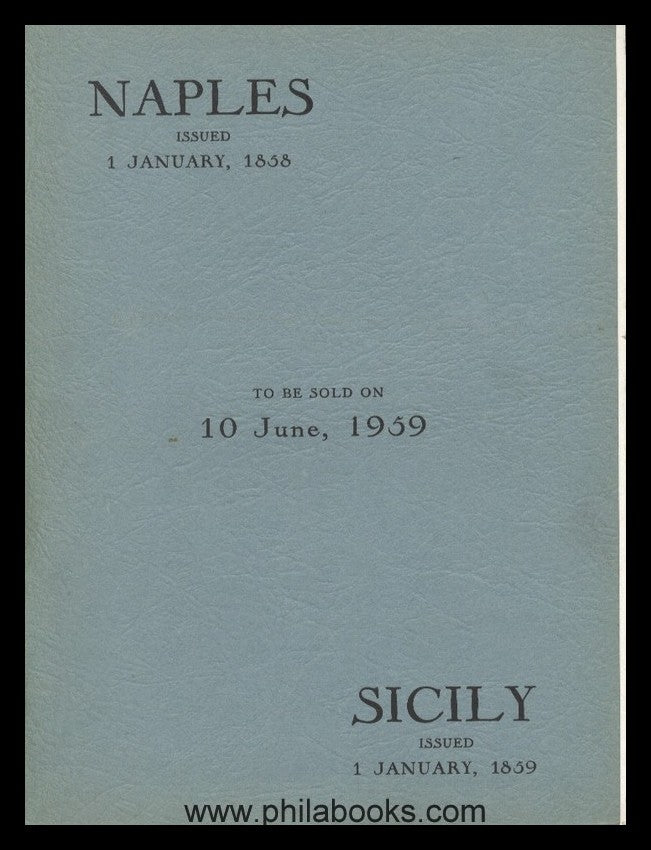 NAPLES
ISSUED
1 JANUARY, 1858
TO BE SOLD ON
10 June, 1959
SICILY
ISSUED
1 JANUARY, 1859
www.philabooks.com